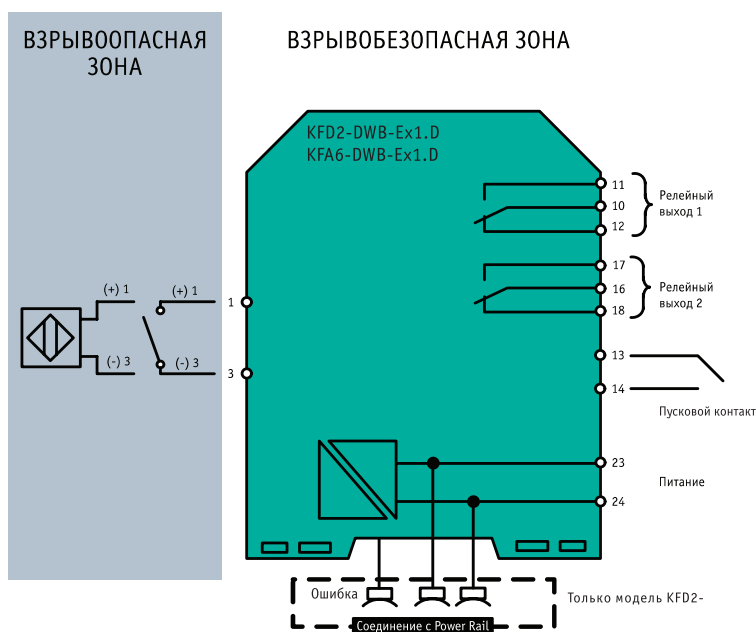 ВЗРЫВООПАСНАЯ
ЗОНА
ВЗРЫВОБЕЗОПАСНАЯ ЗОНА
KFD2-DWB-Ex1.D
KFA6-DWB-Ex1.D
11
10
12
Релейный
выход 1
17
16
18
Релейный
выход 2
(+) 1
(+) 1
1
(-) 3
(-) 3
3
13
14
Пусковой контакт
23
Питание
24
Ошибка
Только модель KFD2-
Соединение с Power Rail